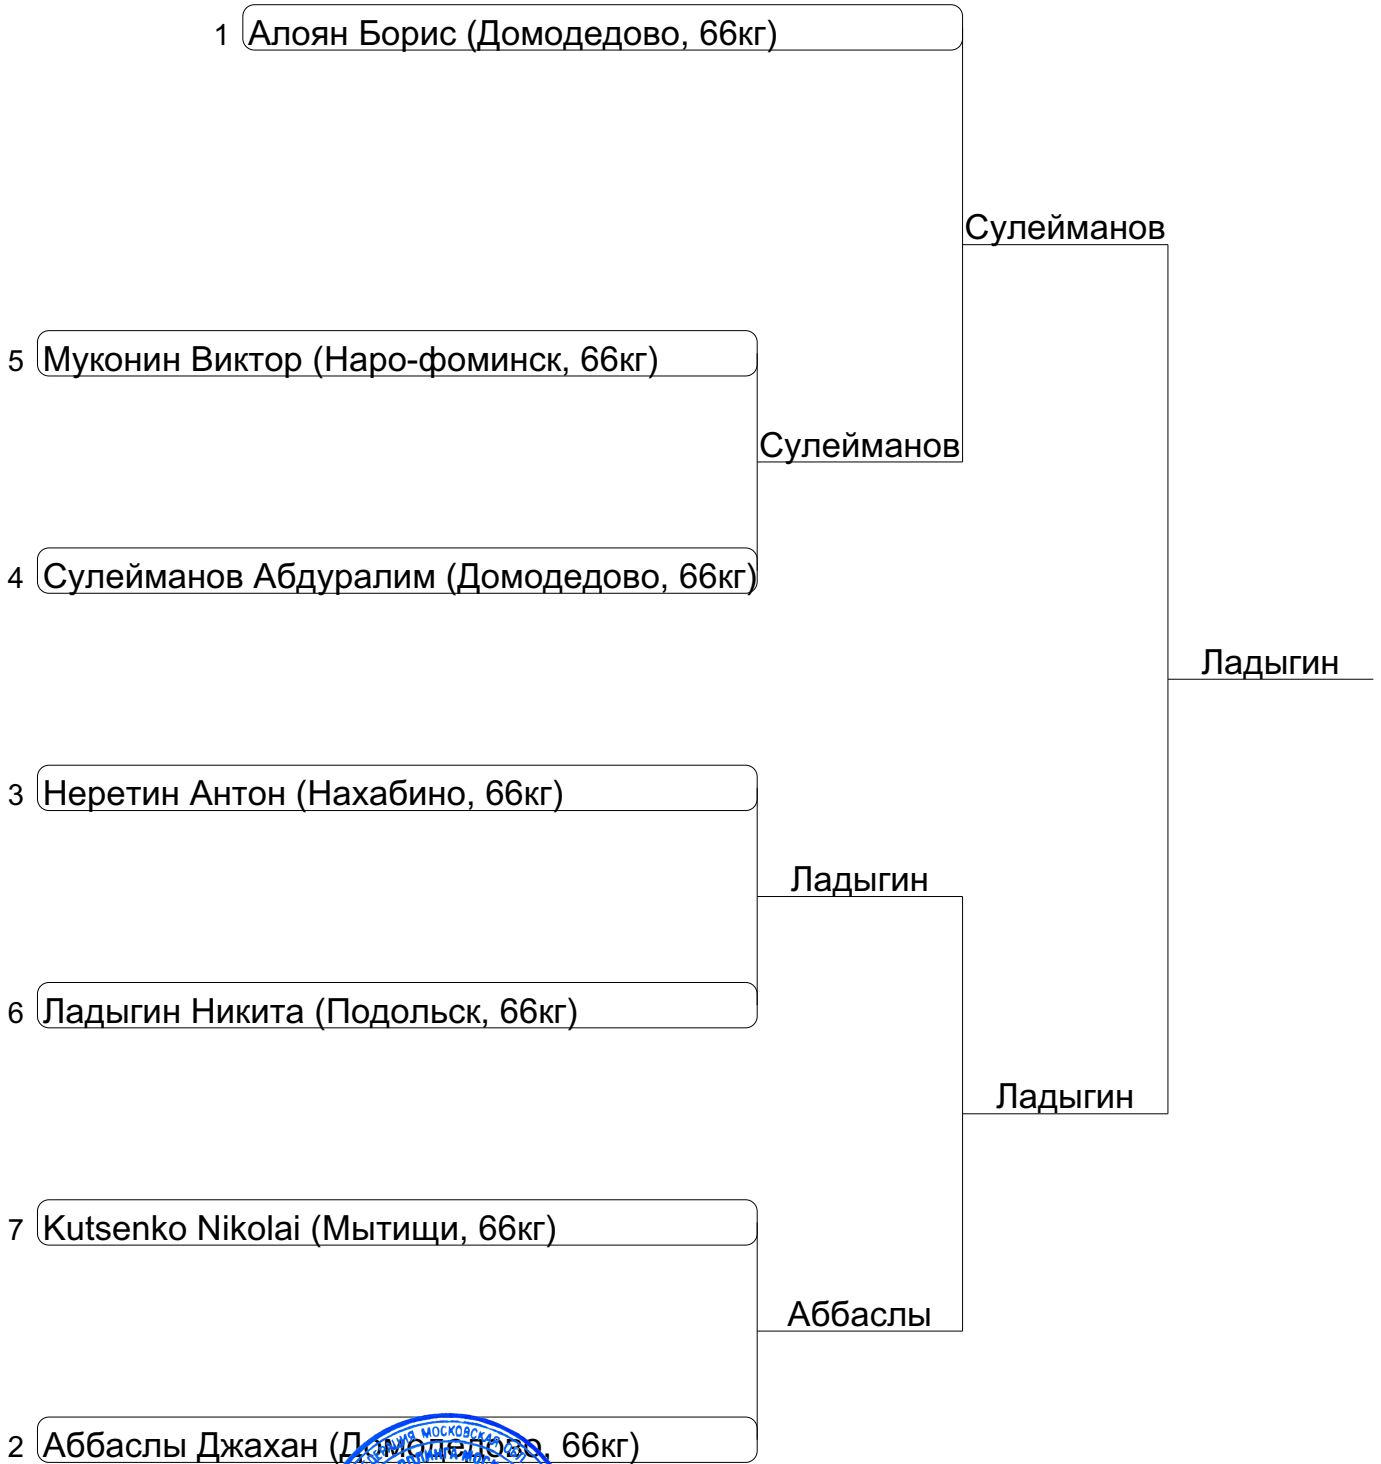 1 Алоян Борис (Домодедово, 66кг)
Сулейманов
5 Муконин Виктор (Наро-фоминск, 66кг)
Сулейманов
4 Сулейманов Абдуралим (Домодедово, 66кг)
Ладыгин
3 Неретин Антон (Нахабино, 66кг)
Ладыгин
6 Ладыгин Никита (Подольск, 66кг)
Ладыгин
7 Kutsenko Nikolai (Мытищи, 66кг)
Аббаслы
2 Аббаслы Джахан (Домодедово, 66кг)